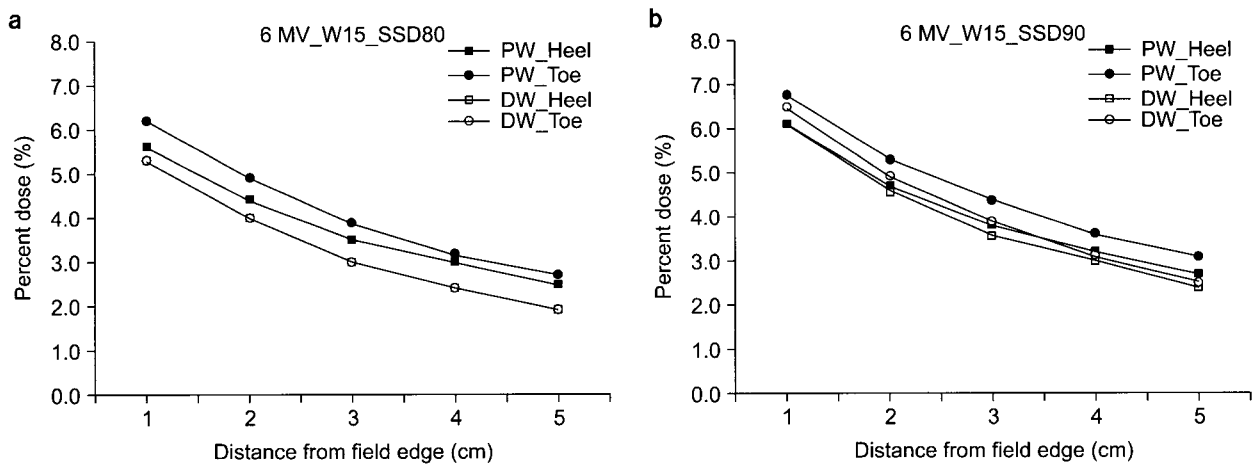 a
6 MV_W15_SSD80
PW_Heel
PW_Toe
DW_Heel
DW_Toe
Percent dose (%)
8.0
7.0
6.0
5.0
4.0
3.0
2.0
1.0
0.0
1 2 3 4 5
Distance from field edge (cm)
b
6 MV_W15_SSD90
PW_Heel
PW_Toe
DW_Heel
DW_Toe
Percent dose (%)
8.0
7.0
6.0
5.0
4.0
3.0
2.0
1.0
0.0
1 2 3 4 5
Distance from field edge (cm)